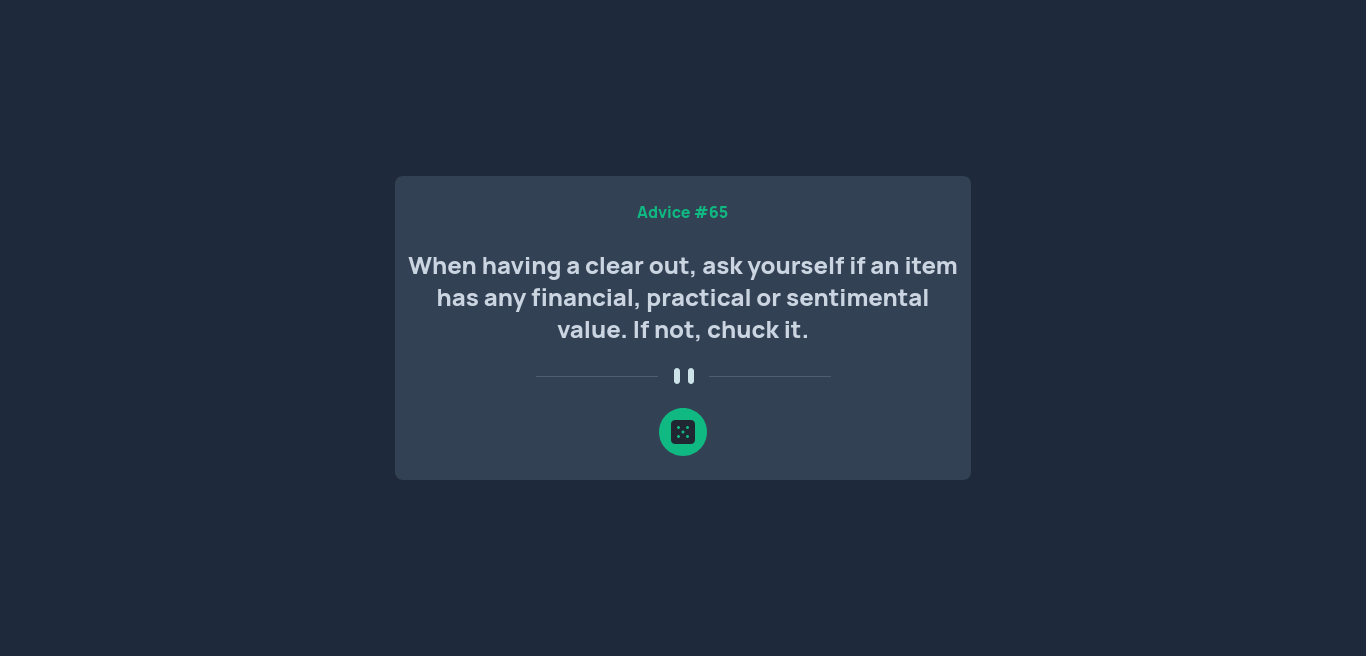 Advice #65
When having a clear out, ask yourself if an item
has any financial, practical or sentimental
value. If not, chuck it.